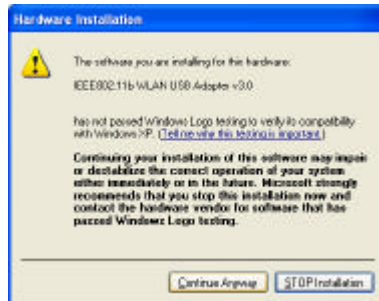 Hardware Installation
The software you are installing for this hardware:
IEEE802.11b WLAN USB Adapter v3.0
has not passed Windows Logo testing to verify its compatibility
with Windows XP. (Tell me why this testing is important.)
Continuing your installation of this software may impair
or destabilize the correct operation of your system
either immediately or in the future. Microsoft strongly
recommends that you stop this installation now and
contact the hardware vendor for software that has
passed Windows Logo testing.
Continue Anyway
STOP Installation